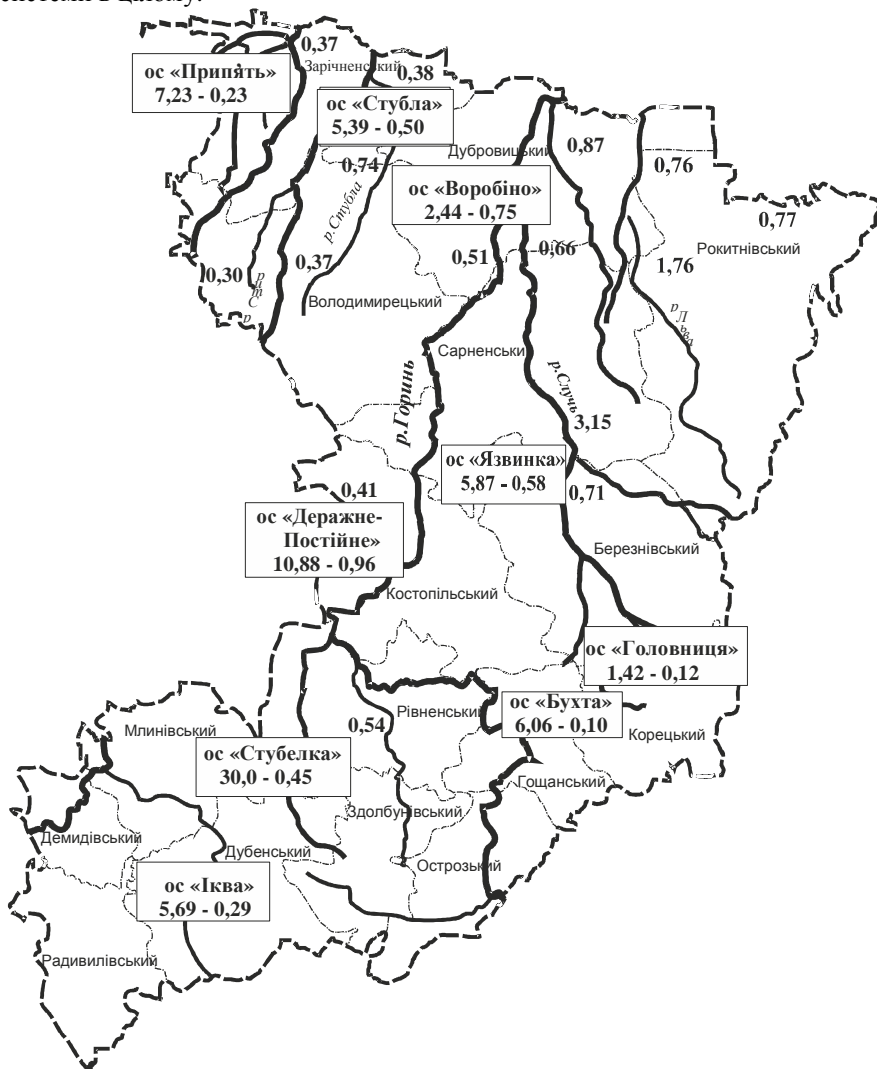 системи в цілому.
0,37
Зарічненський
ос «Прип'ять»
7,23 - 0,23
0,38
ос «Стубла»
5,39 - 0,50
Дубровицький
0,87
0,74
0,76
р.Стубла
ос «Воробіно»
2,44 - 0,75
0,77
Рокитнівський
0,51
0,66
1,76
0,30
0,37
р Стир
Володимирецький
р Льва
Сарненський
р.Горинь
р.Случь
3,15
ос «Язвинка»
5,87 - 0,58
0,41
0,71
ос «Деражне-
Постійне»
10,88 - 0,96
Березнівський
Костопільський
ос «Головниця»
1,42 - 0,12
ос «Бухта»
6,06 - 0,10
Рівненський
Корецький
0,54
Млинівський
ос «Стубелка»
30,0 - 0,45
Гощанський
Здолбунівський
Демидівський
Дубенський
Острозький
ос «Іква»
5,69 - 0,29
Радивилівський